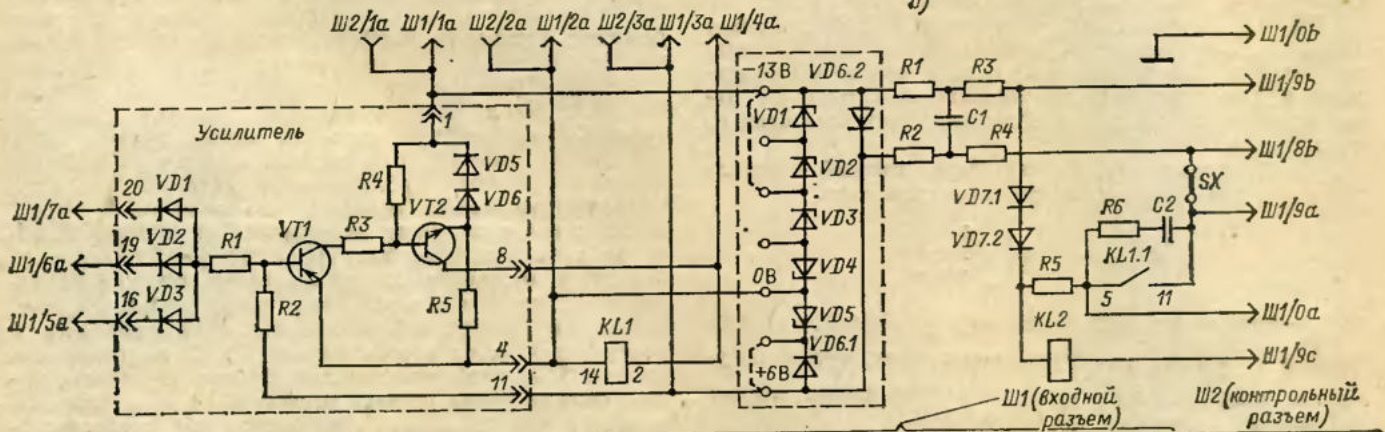 в)
Ш2/1а Ш1/1а Ш2/2а Ш1/2а Ш2/3а Ш1/3а Ш1/4а
Ш1/0b
-13В VD6.2 R1 R3
Ш1/9b
1
Усилитель
VD1
C1
R4 VD5
R2 R4
Ш1/8b
VD2
SX
20 VD1
VD6
VD7.1
R6 C2
Ш1/7а
VT1 R3 VT2
VD3
Ш1/9а
19 VD2 R1
VD7.2
KL1.1
Ш1/6а
8
VD4
R5
16 VD3
R2
R5
0В
5 11
Ш1/5а
KL1
VD5
KL2
Ш1/0а
4
VD6.1
14 2
11
+6В
Ш1/9с
Ш1 (входной разъем)
Ш2 (контрольный разъем)